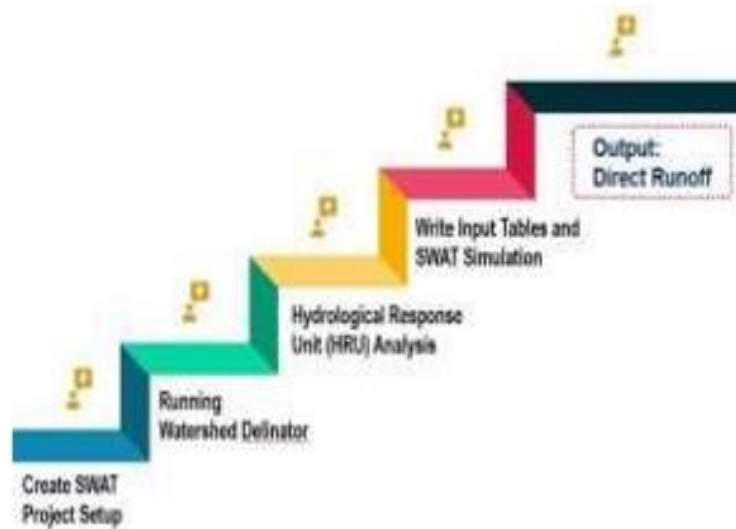 Output:
Direct Runoff
Write Input Tables and
SWAT Simulation
Hydrological Response
Unit (HRU) Analysis
Running
Watershed Delinator
Create SWAT
Project Setup